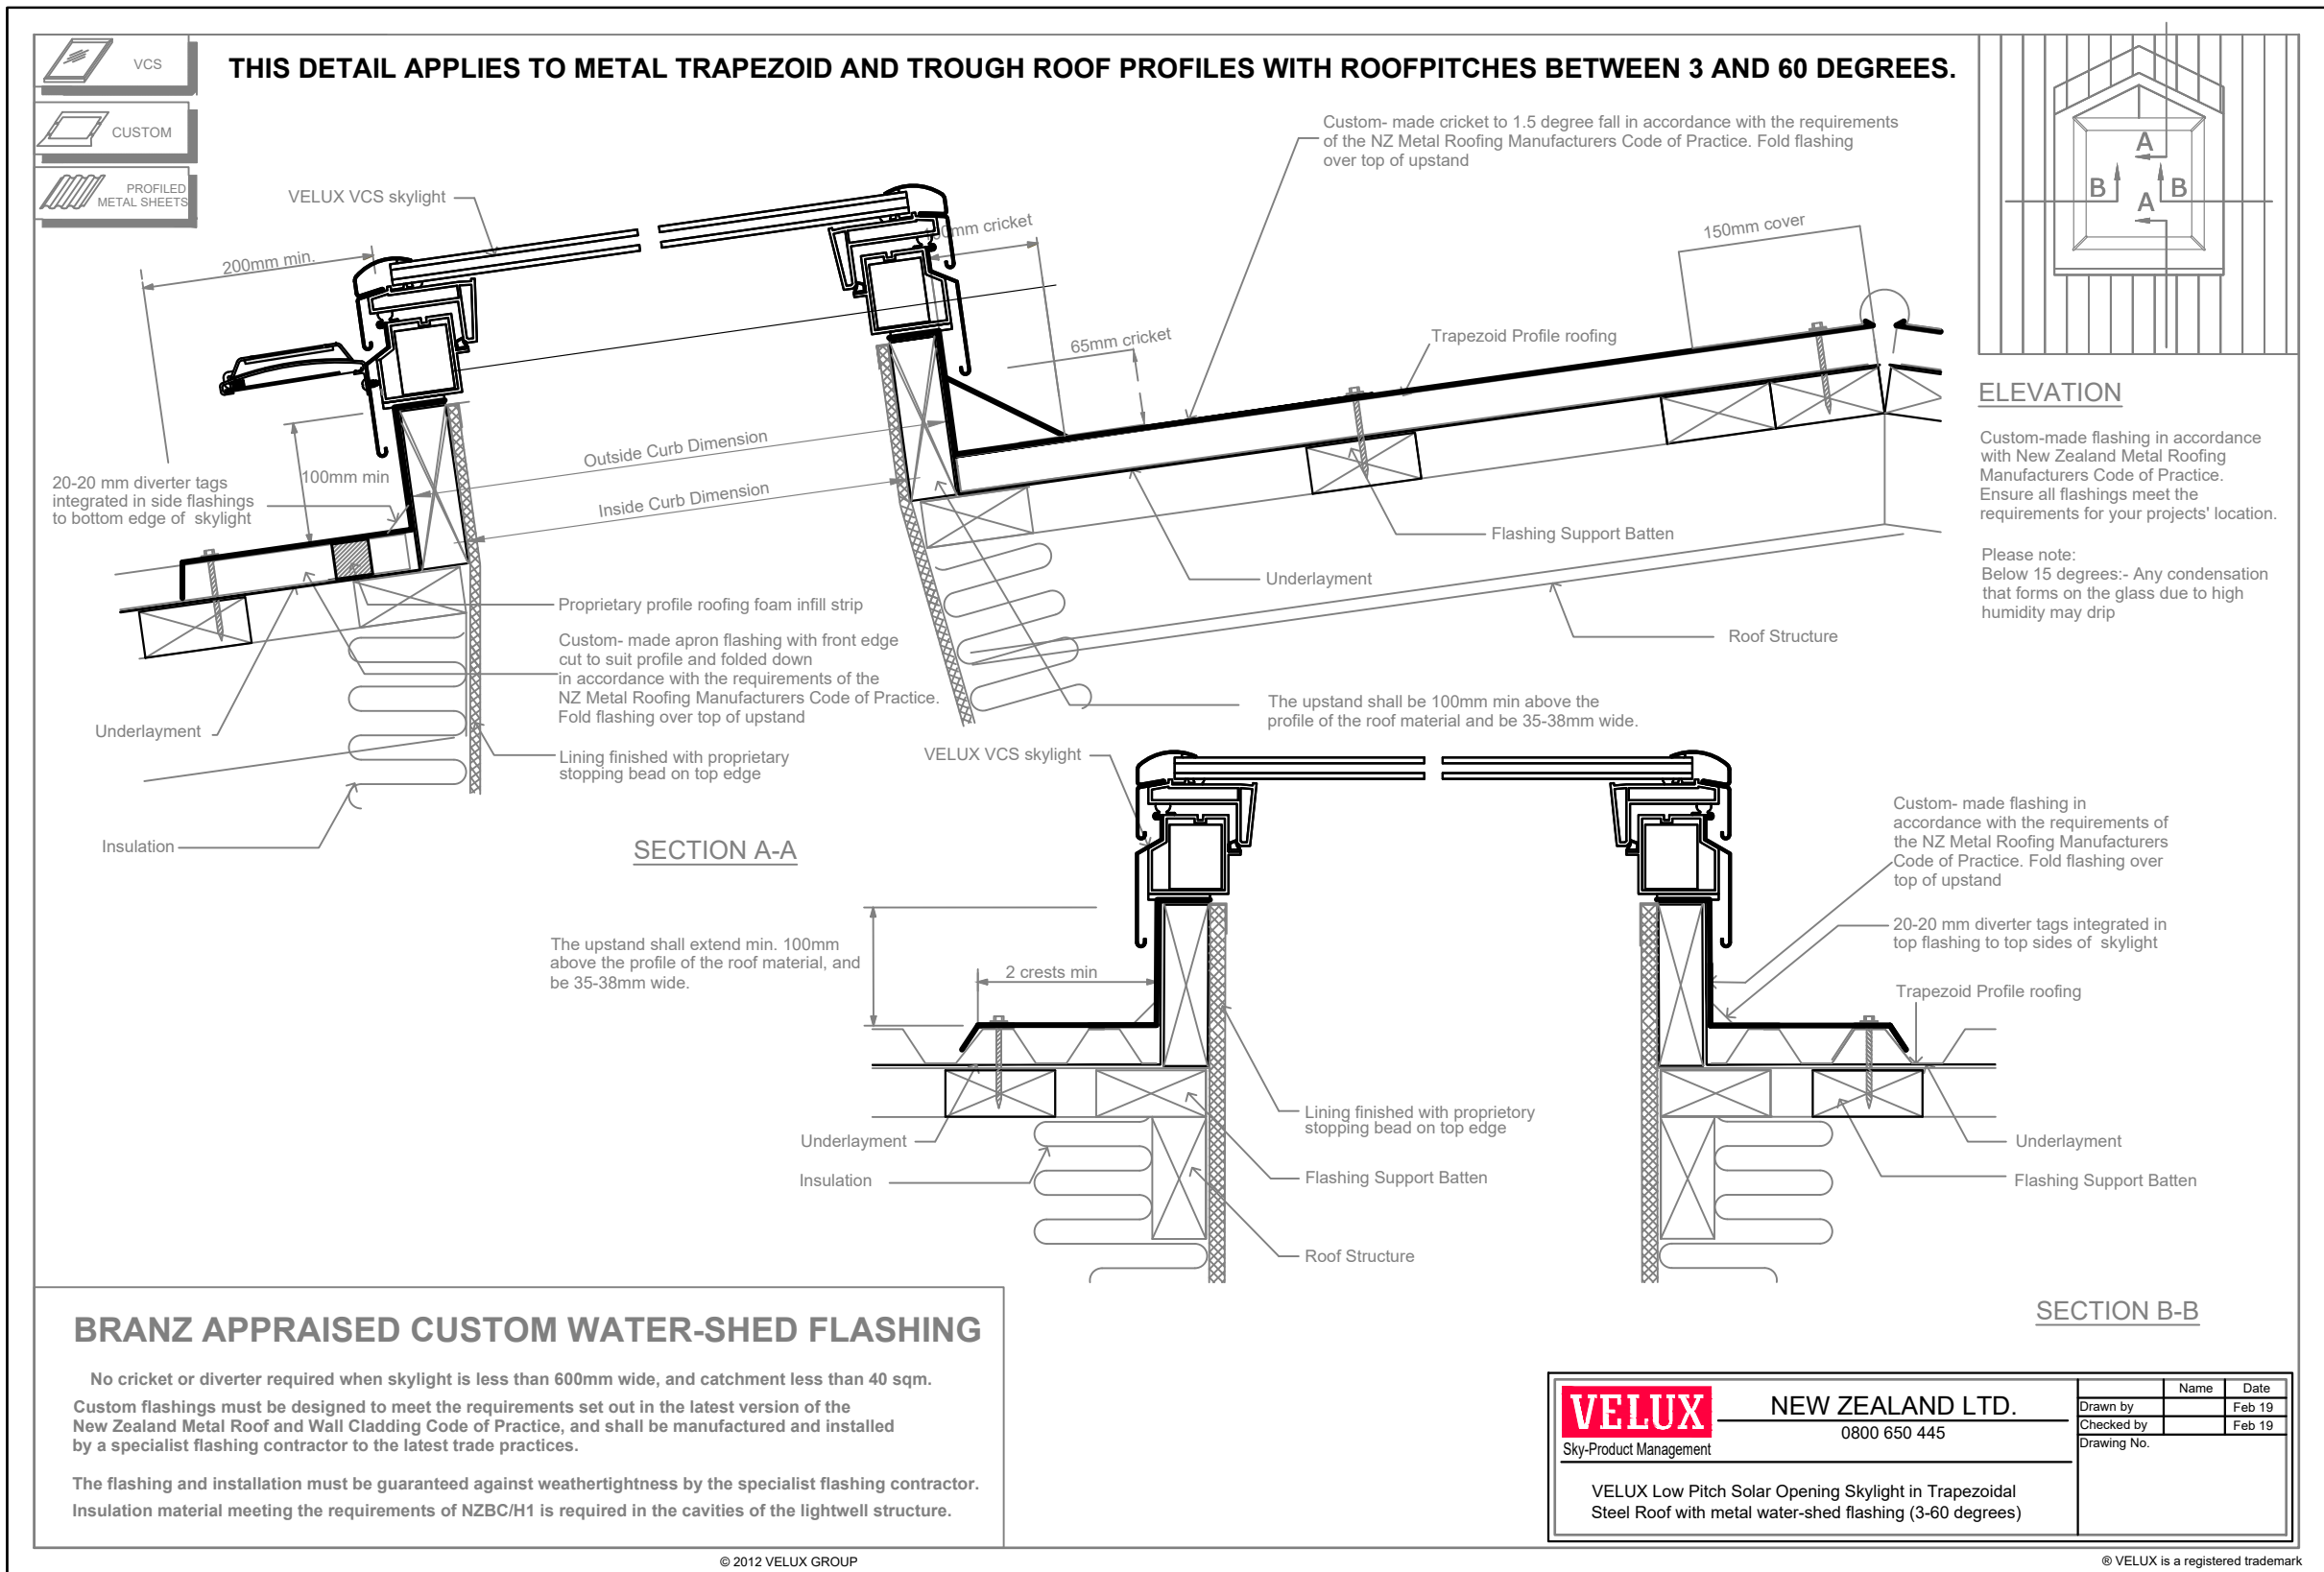 VCS
CUSTOM
PROFILED
METAL SHEETS
THIS DETAIL APPLIES TO METAL TRAPEZOID AND TROUGH ROOF PROFILES WITH ROOFPITCHES BETWEEN 3 AND 60 DEGREES.
Custom- made cricket to 1.5 degree fall in accordance with the requirements
of the NZ Metal Roofing Manufacturers Code of Practice. Fold flashing
over top of upstand
VELUX VCS skylight
200mm min.
cricket
150mm cover
65mm cricket
Trapezoid Profile roofing
A
B
B
A
ELEVATION
Custom-made flashing in accordance
with New Zealand Metal Roofing
Manufacturers Code of Practice.
Ensure all flashings meet the
requirements for your projects' location.
Please note:
Below 15 degrees:- Any condensation
that forms on the glass due to high
humidity may drip
20-20 mm diverter tags
integrated in side flashings
to bottom edge of skylight
100mm min
Outside Curb Dimension
Inside Curb Dimension
Flashing Support Batten
Underlayment
Roof Structure
Proprietary profile roofing foam infill strip
Custom- made apron flashing with front edge
cut to suit profile and folded down
in accordance with the requirements of the
NZ Metal Roofing Manufacturers Code of Practice.
Fold flashing over top of upstand
The upstand shall be 100mm min above the
profile of the roof material and be 35-38mm wide.
Underlayment
Lining finished with proprietary
stopping bead on top edge
Insulation
SECTION A-A
VELUX VCS skylight
Custom- made flashing in
accordance with the requirements of
the NZ Metal Roofing Manufacturers
Code of Practice. Fold flashing over
top of upstand
The upstand shall extend min. 100mm
above the profile of the roof material, and
be 35-38mm wide.
2 crests min
20-20 mm diverter tags integrated in
top flashing to top sides of skylight
Trapezoid Profile roofing
Lining finished with proprietory
stopping bead on top edge
Underlayment
Insulation
Flashing Support Batten
Roof Structure
Underlayment
Flashing Support Batten
SECTION B-B
BRANZ APPRAISED CUSTOM WATER-SHED FLASHING
No cricket or diverter required when skylight is less than 600mm wide, and catchment less than 40 sqm.
Custom flashings must be designed to meet the requirements set out in the latest version of the
New Zealand Metal Roof and Wall Cladding Code of Practice, and shall be manufactured and installed
by a specialist flashing contractor to the latest trade practices.
The flashing and installation must be guaranteed against weathertightness by the specialist flashing contractor.
Insulation material meeting the requirements of NZBC/H1 is required in the cavities of the lightwell structure.
VELUX
Sky-Product Management
NEW ZEALAND LTD.
0800 650 445
VELUX Low Pitch Solar Opening Skylight in Trapezoidal
Steel Roof with metal water-shed flashing (3-60 degrees)
Name Date
Drawn by Feb 19
Checked by Feb 19
Drawing No.
© 2012 VELUX GROUP
® VELUX is a registered trademark